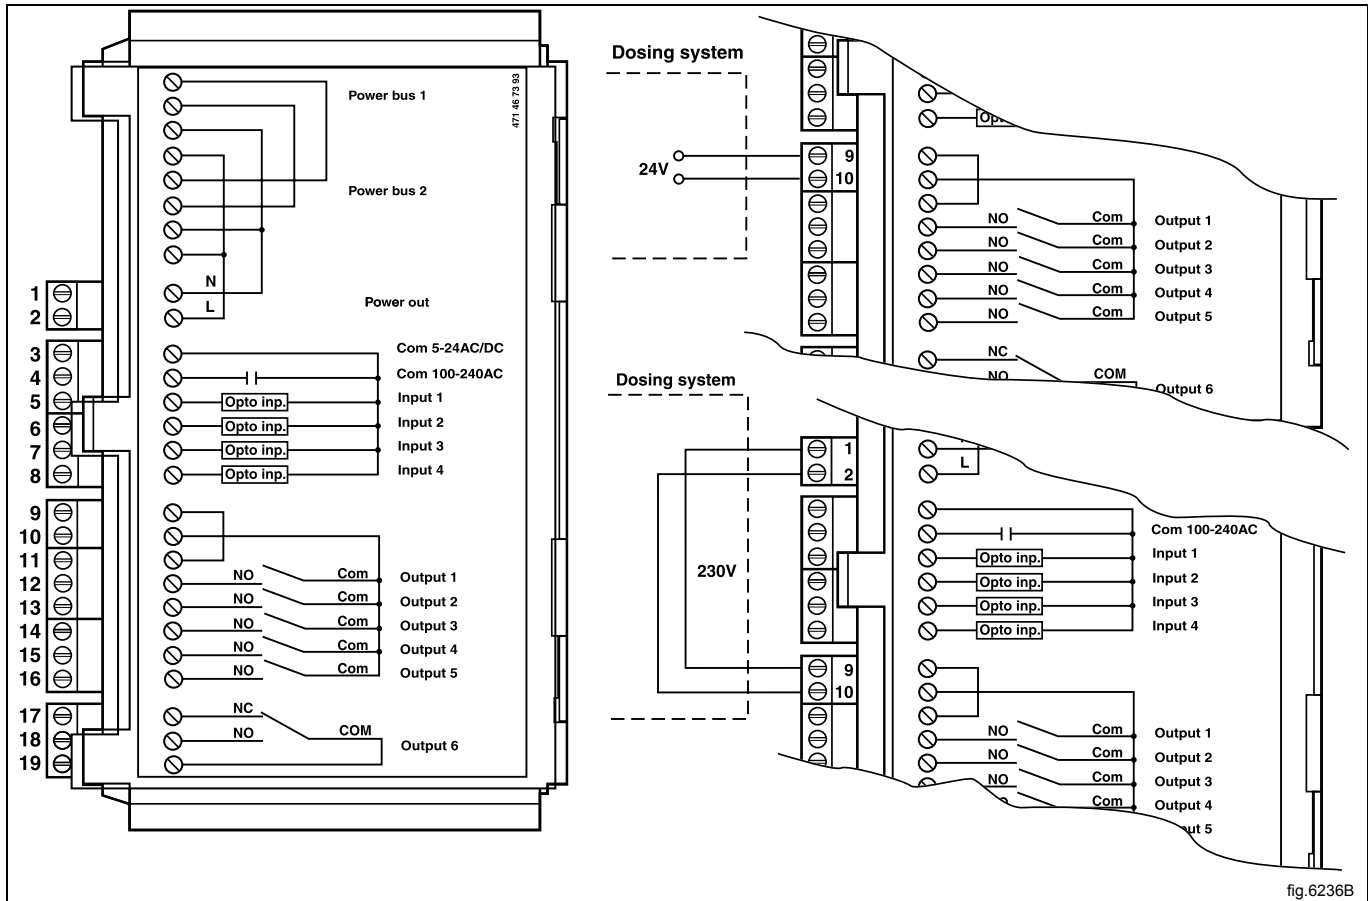 471 46 73 93
Power bus 1
Power bus 2
N
L
Power out
1
2
3
4
5
6
7
8
9
10
11
12
13
14
15
16
17
18
19
Com 5-24AC/DC
Com 100-240AC
Opto inp. Input 1
Opto inp. Input 2
Opto inp. Input 3
Opto inp. Input 4
NO Com Output 1
NO Com Output 2
NO Com Output 3
NO Com Output 4
NO Com Output 5
NC
NO COM
Output 6
Dosing system
24V
9
10
NO Com Output 1
NO Com Output 2
NO Com Output 3
NO Com Output 4
NO Com Output 5
NC
NO COM
Output 6
Dosing system
230V
1
2
L
Com 100-240AC
Opto inp. Input 1
Opto inp. Input 2
Opto inp. Input 3
Opto inp. Input 4
9
10
NO Com Output 1
NO Com Output 2
NO Com Output 3
Com Output 4
ut 5
fig.6236B